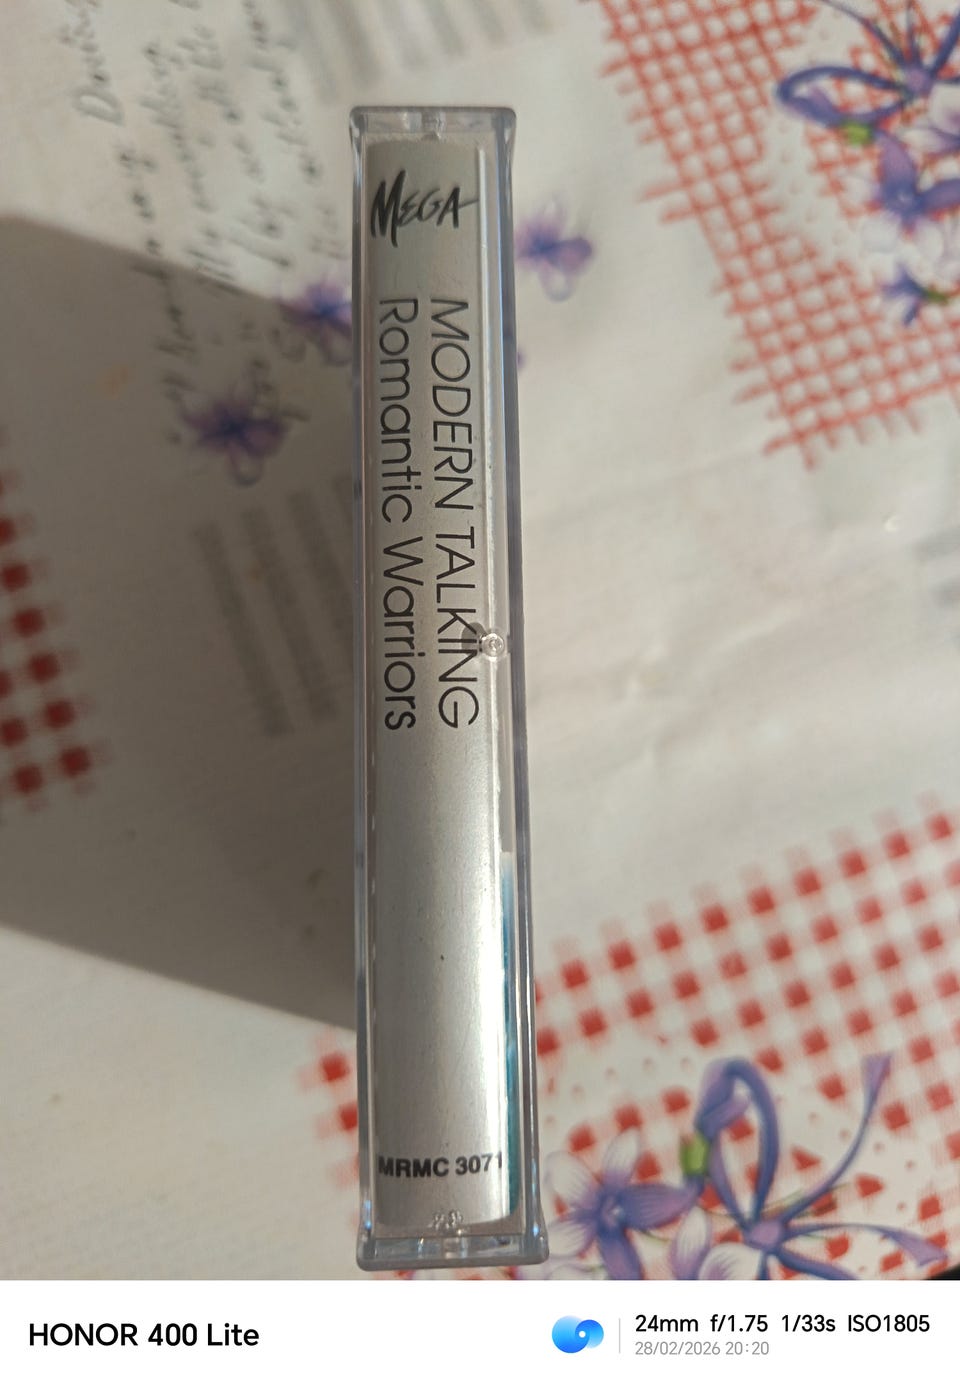 MEGA
MODERN TALKING
Romantic Warriors
MRMC 3071
HONOR 400 Lite
24mm f/1.75 1/33s ISO1805
28/02/2026 20:20